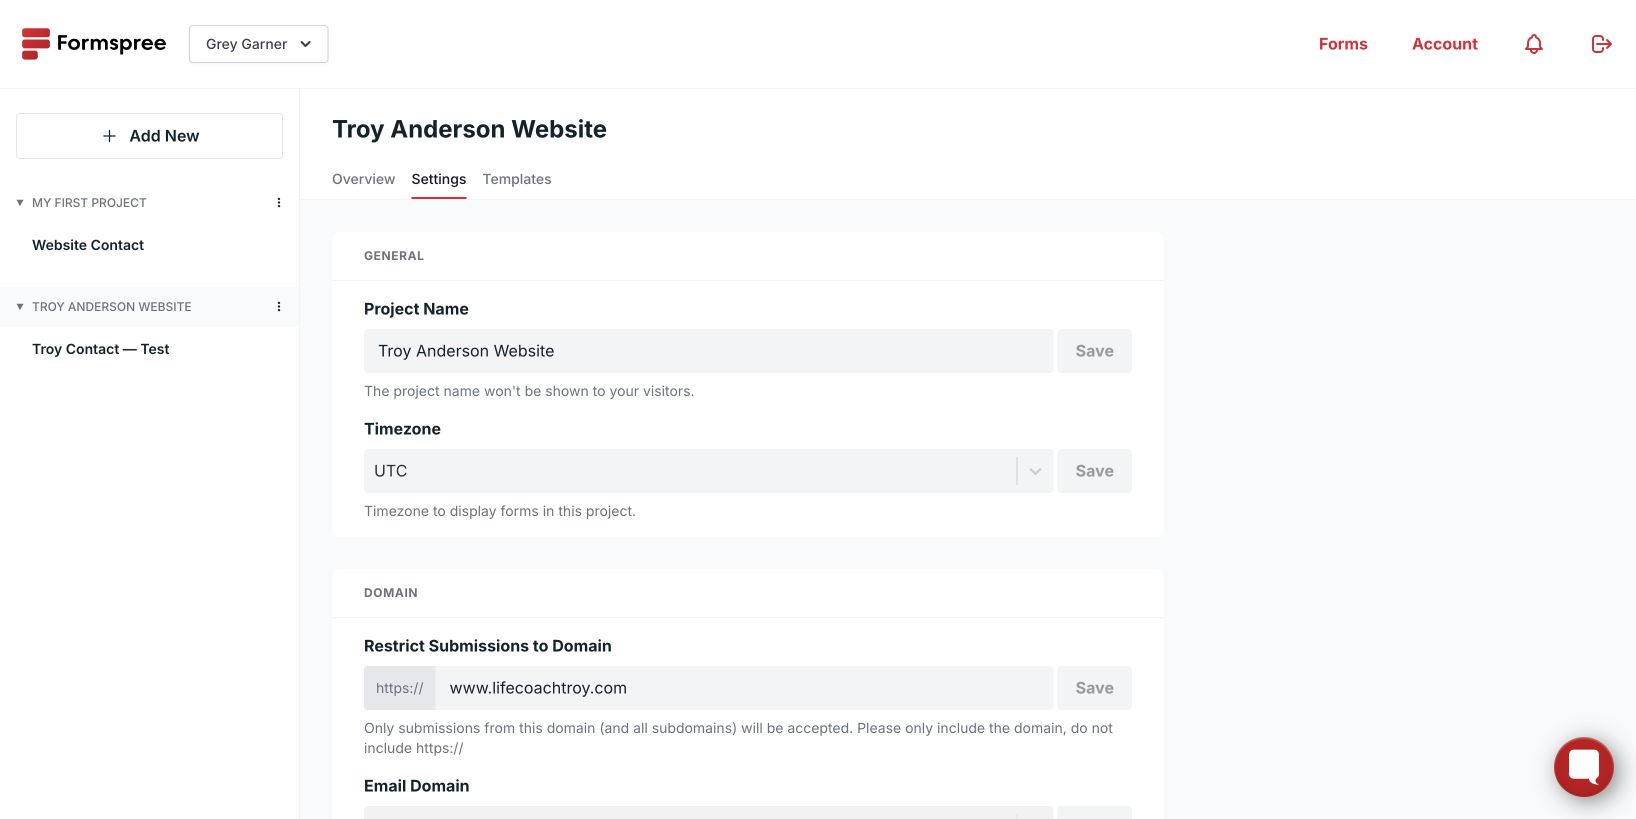 Formspree
Grey Garner
Forms
Account
Add New
MY FIRST PROJECT
Website Contact
TROY ANDERSON WEBSITE
Troy Contact — Test
Troy Anderson Website
Overview
Settings
Templates
GENERAL
Project Name
Troy Anderson Website
Save
The project name won't be shown to your visitors.
Timezone
UTC
Save
Timezone to display forms in this project.
DOMAIN
Restrict Submissions to Domain
https://
www.lifecoachtroy.com
Save
Only submissions from this domain (and all subdomains) will be accepted. Please only include the domain, do not
include https://
Email Domain